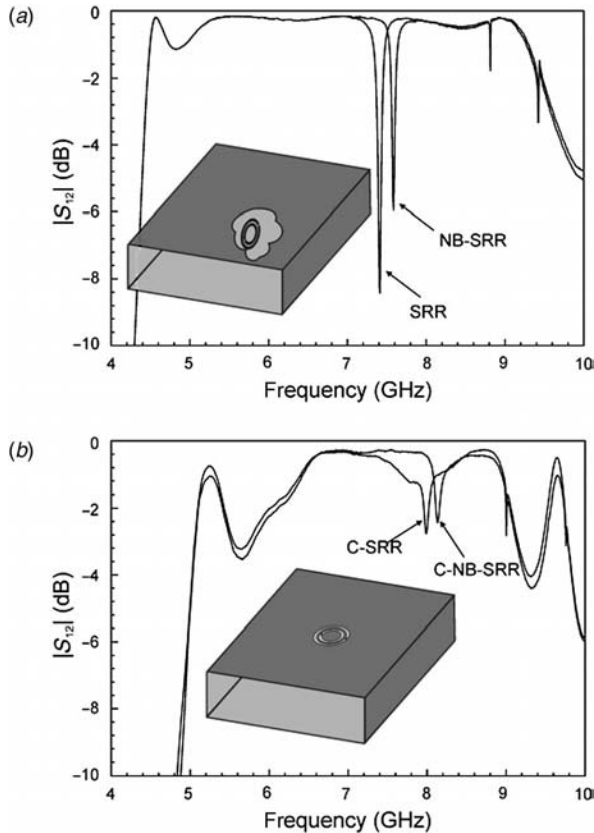 (a)
0
−2
−4
−6
−8
−10
|S12| (dB)
NB-SRR
SRR
4 5 6 7 8 9 10
Frequency (GHz)
(b)
0
−2
−4
−6
−8
−10
|S12| (dB)
C-SRR
C-NB-SRR
4 5 6 7 8 9 10
Frequency (GHz)